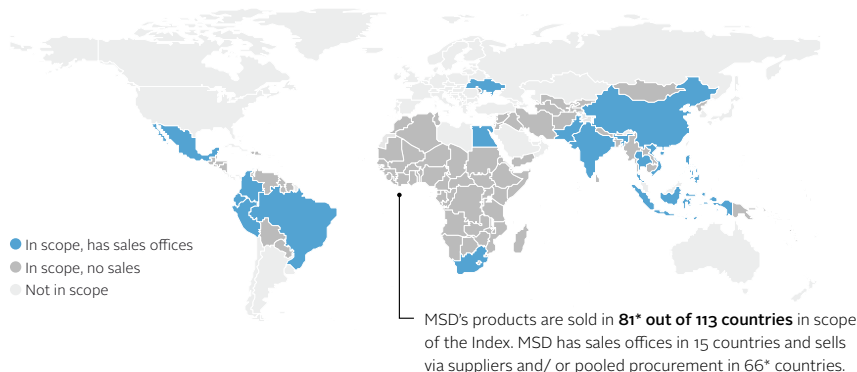 In scope, has sales offices
In scope, no sales
Not in scope
MSD's products are sold in 81* out of 113 countries in scope
of the Index. MSD has sales offices in 15 countries and sells
via suppliers and/ or pooled procurement in 66* countries.